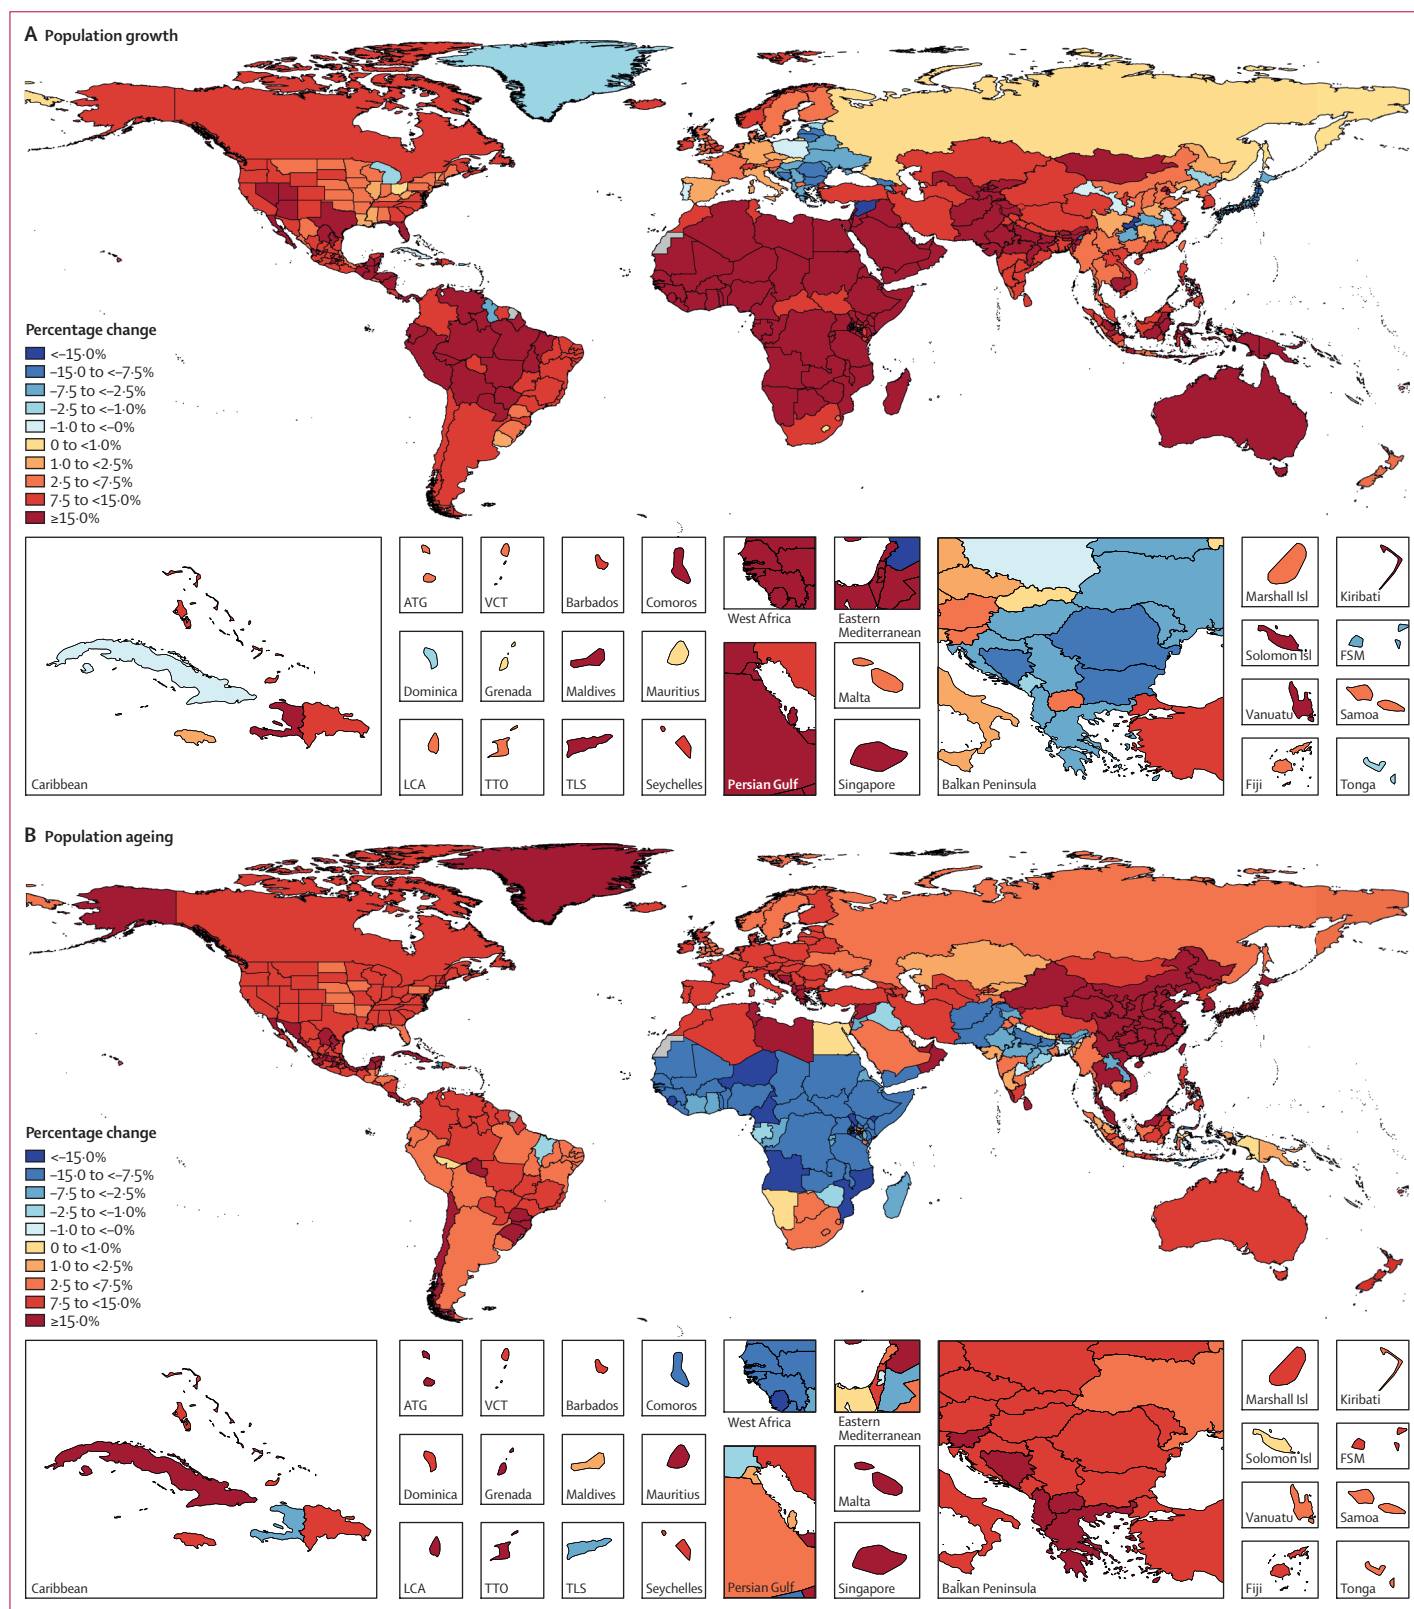 A Population growth
Percentage change
<–15·0%
–15·0 to <–7·5%
–7·5 to <–2·5%
–2·5 to <–1·0%
–1·0 to <–0%
0 to <1·0%
1·0 to <2·5%
2·5 to <7·5%
7·5 to <15·0%
≥15·0%
Caribbean
ATG
VCT
Barbados
Comoros
Dominica
Grenada
Maldives
Mauritius
LCA
TTO
TLS
Seychelles
West Africa
Eastern
Mediterranean
Persian Gulf
Malta
Singapore
Balkan Peninsula
Marshall Isl
Kiribati
Solomon Isl
FSM
Vanuatu
Samoa
Fiji
Tonga
B Population ageing
Percentage change
<–15·0%
–15·0 to <–7·5%
–7·5 to <–2·5%
–2·5 to <–1·0%
–1·0 to <–0%
0 to <1·0%
1·0 to <2·5%
2·5 to <7·5%
7·5 to <15·0%
≥15·0%
Caribbean
ATG
VCT
Barbados
Comoros
Dominica
Grenada
Maldives
Mauritius
LCA
TTO
TLS
Seychelles
West Africa
Eastern
Mediterranean
Persian Gulf
Malta
Singapore
Balkan Peninsula
Marshall Isl
Kiribati
Solomon Isl
FSM
Vanuatu
Samoa
Fiji
Tonga